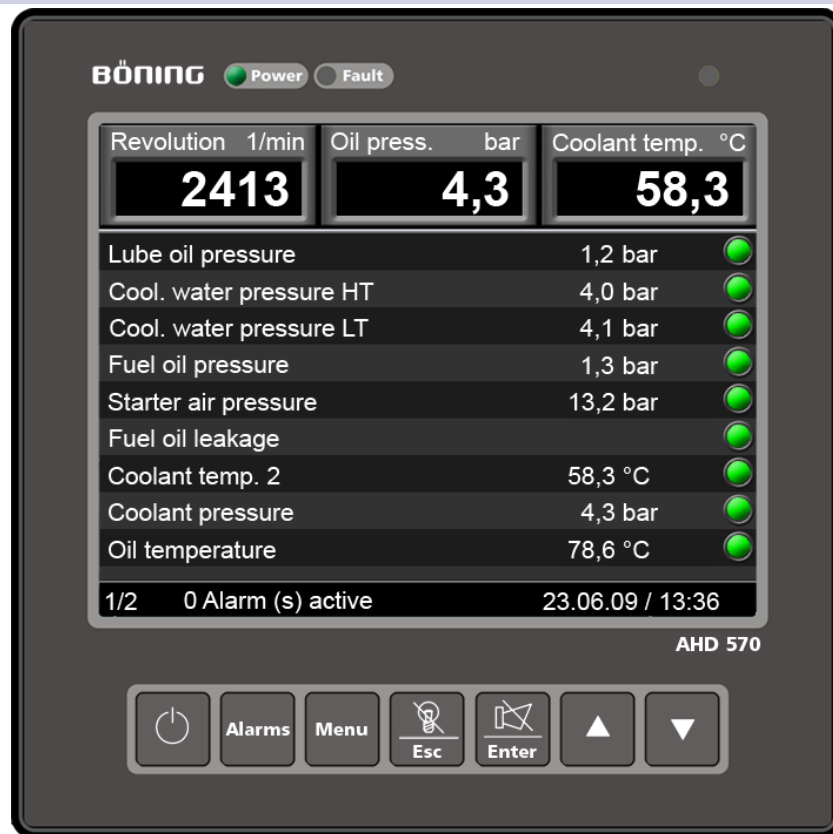 BÖNING Power Fault
Revolution 1/min Oil press. bar Coolant temp. °C
2413 4,3 58,3
Lube oil pressure 1,2 bar
Cool. water pressure HT 4,0 bar
Cool. water pressure LT 4,1 bar
Fuel oil pressure 1,3 bar
Starter air pressure 13,2 bar
Fuel oil leakage
Coolant temp. 2 58,3 °C
Coolant pressure 4,3 bar
Oil temperature 78,6 °C
1/2 0 Alarm (s) active 23.06.09 / 13:36
AHD 570
Alarms Menu Esc Enter